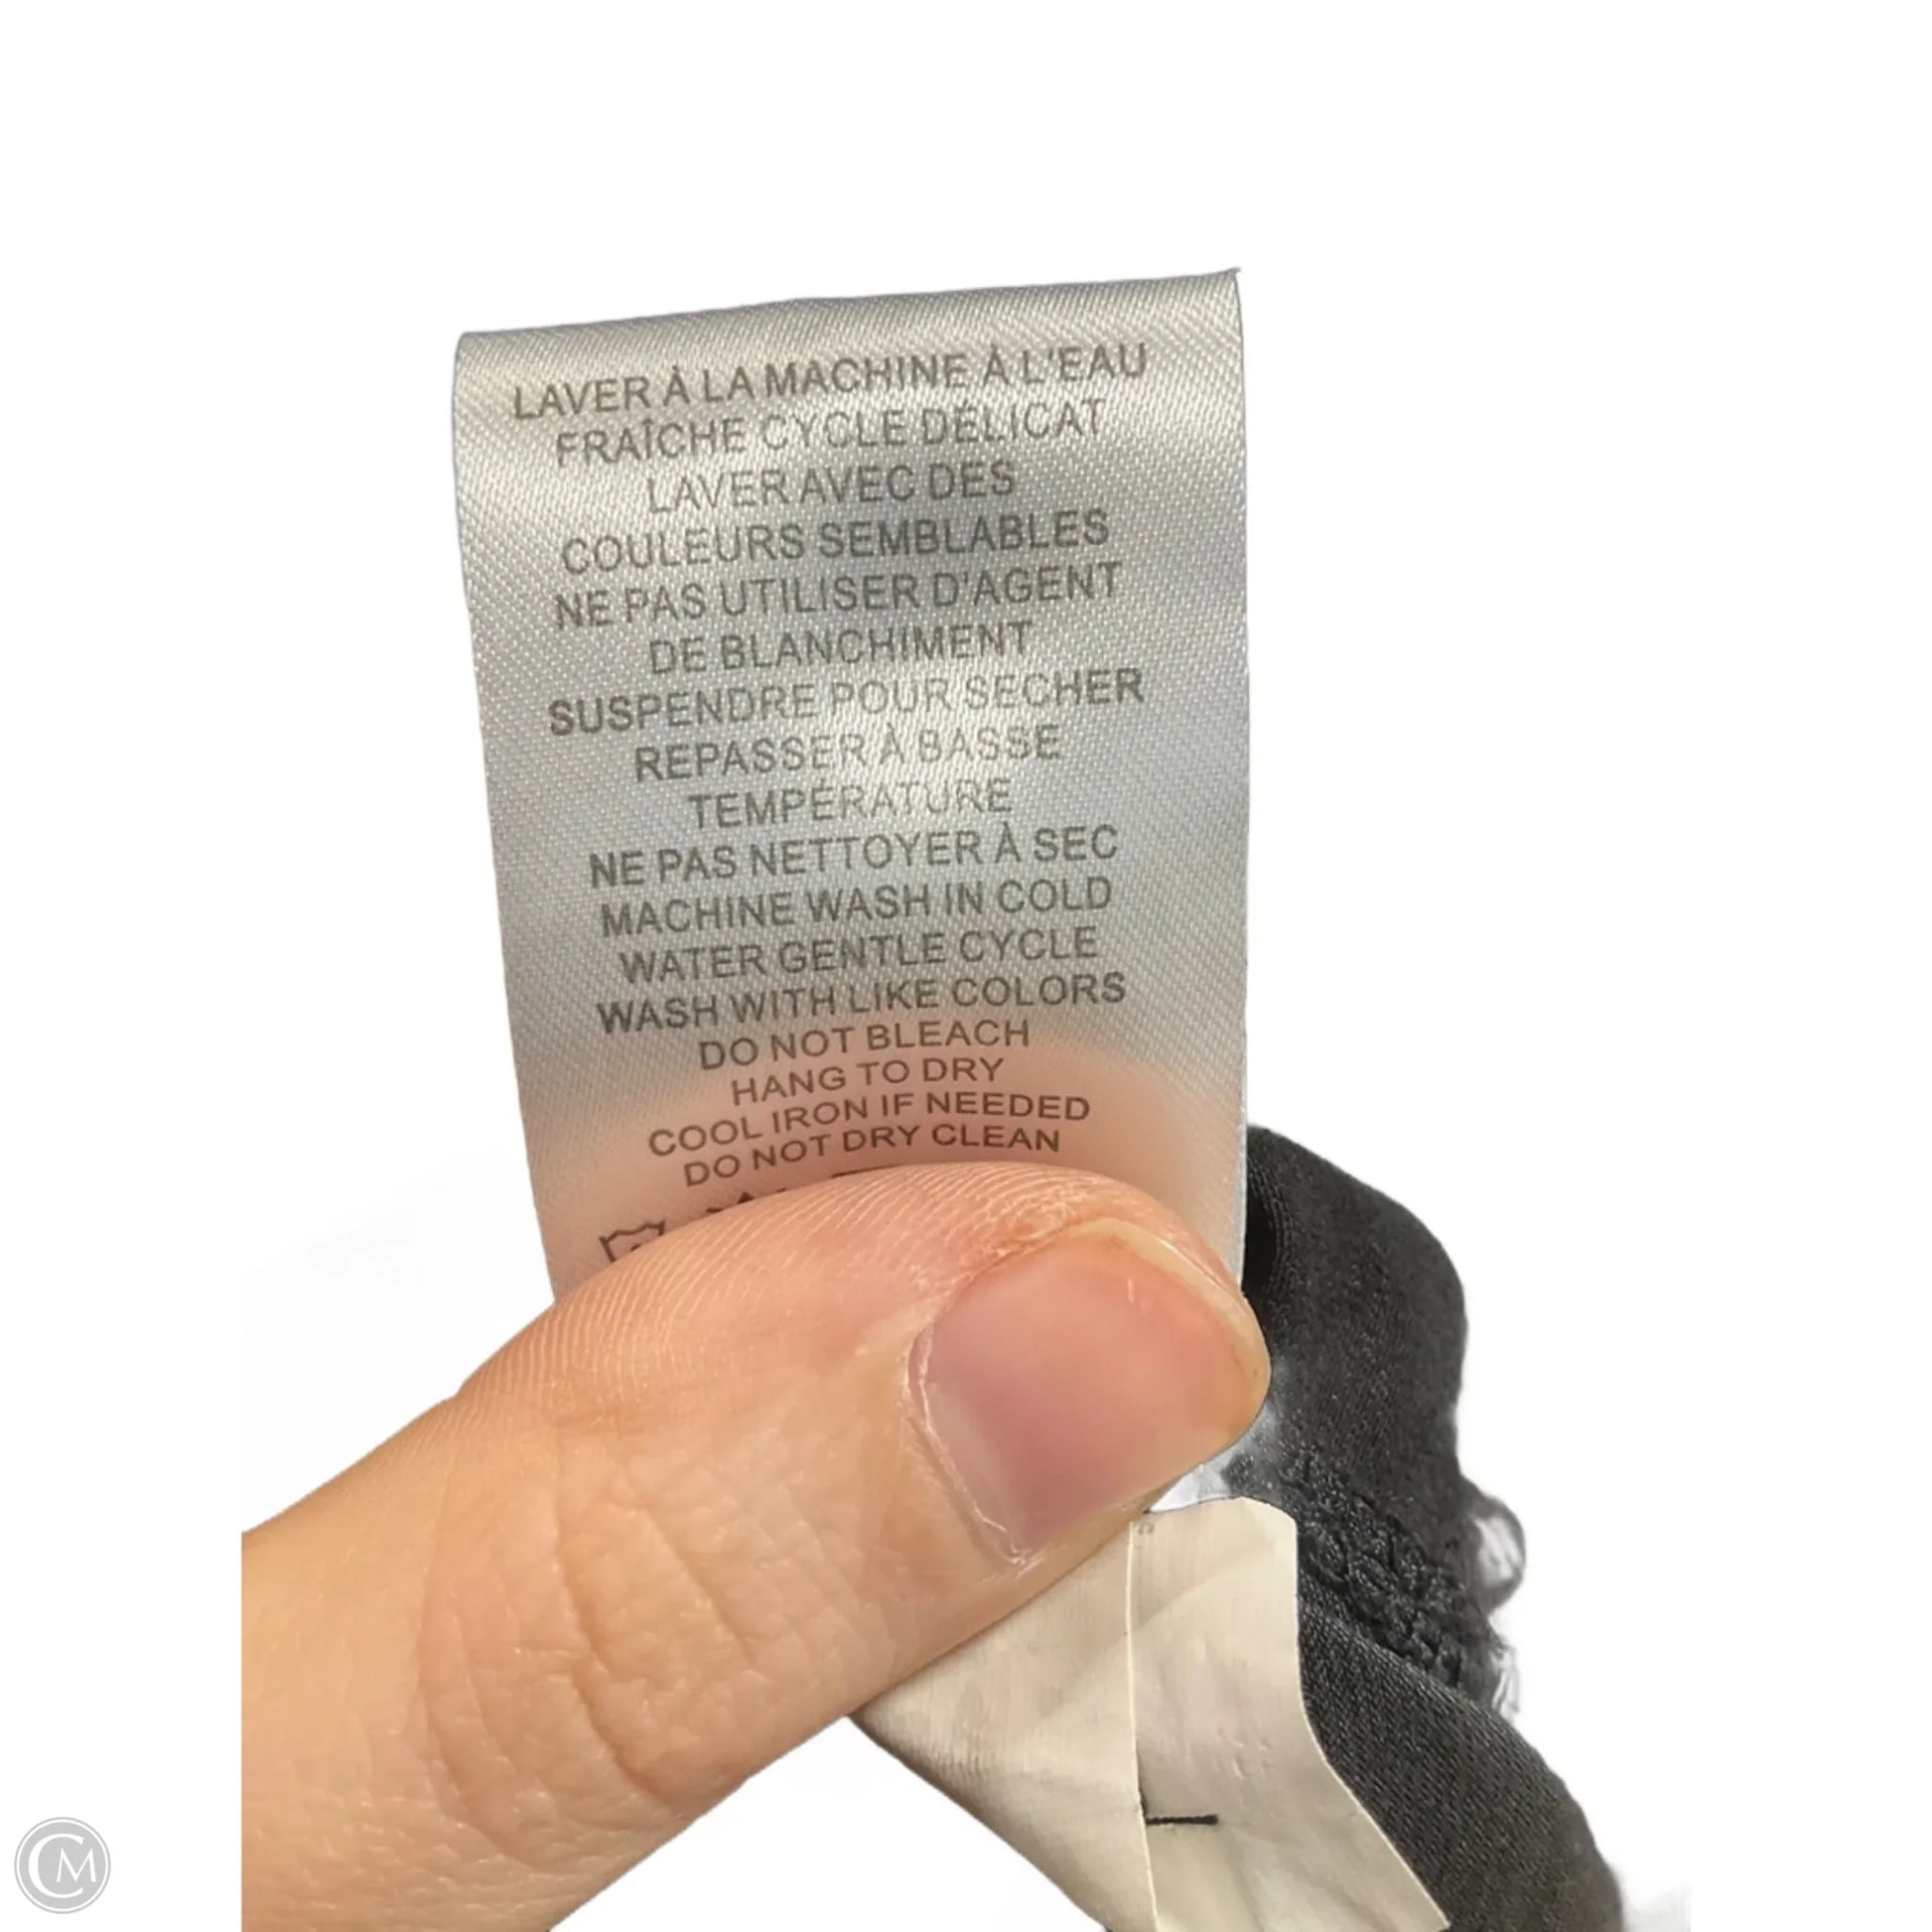 LAVER À LA MACHINE À L'EAU
FRAÎCHE CYCLE DÉLICAT
LAVER AVEC DES
COULEURS SEMBLABLES
NE PAS UTILISER D'AGENT
DE BLANCHIMENT
SUSPENDRE POUR SECHER
REPASSER À BASSE
TEMPÉRATURE
NE PAS NETTOYER À SEC
MACHINE WASH IN COLD
WATER GENTLE CYCLE
WASH WITH LIKE COLORS
DO NOT BLEACH
HANG TO DRY
COOL IRON IF NEEDED
DO NOT DRY CLEAN
CM